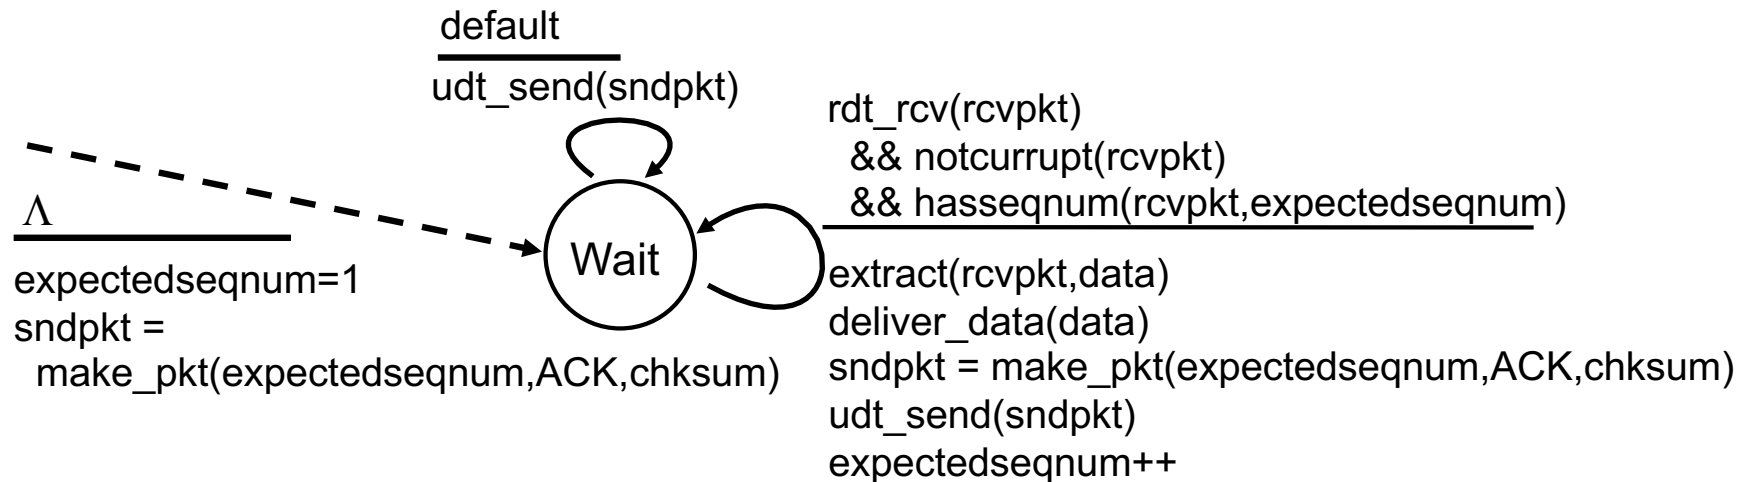 default
udt_send(sndpkt)
Λ
expectedseqnum=1
sndpkt =
make_pkt(expectedseqnum,ACK,chksum)
Wait
rdt_rcv(rcvpkt)
&& notcurrupt(rcvpkt)
&& hasseqnum(rcvpkt,expectedseqnum)
extract(rcvpkt,data)
deliver_data(data)
sndpkt = make_pkt(expectedseqnum,ACK,chksum)
udt_send(sndpkt)
expectedseqnum++